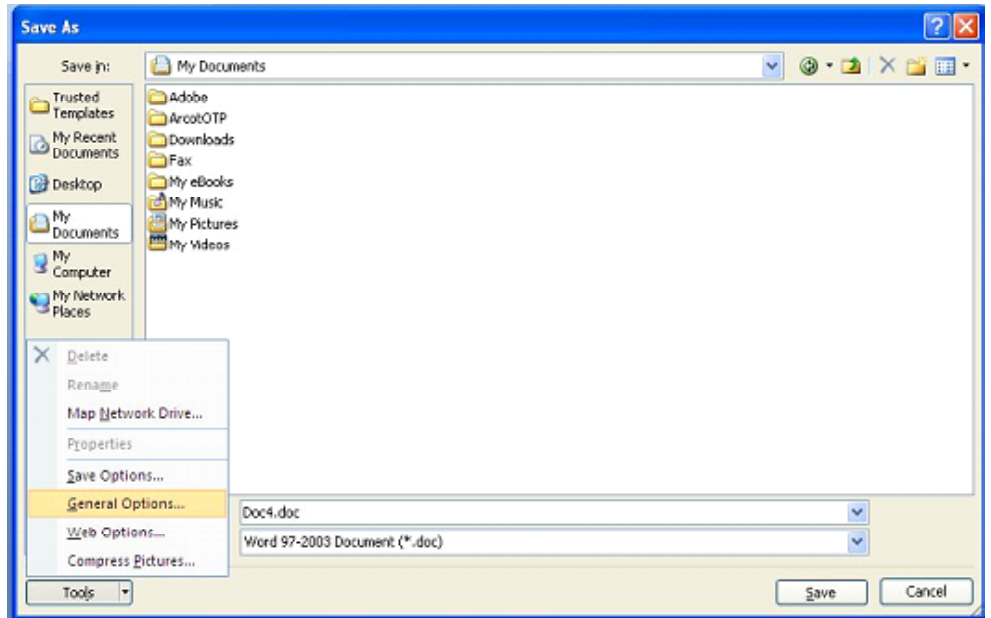 Save As
Save in:
My Documents
Trusted
Templates
My Recent
Documents
Desktop
My
Documents
My
Computer
My Network
Places
Adobe
ArcotOTP
Downloads
Fax
My eBooks
My Music
My Pictures
My Videos
Delete
Rename
Map Network Drive...
Properties
Save Options...
General Options...
Web Options...
Compress Pictures...
Doc4.doc
Word 97-2003 Document (*.doc)
Tools
Save
Cancel